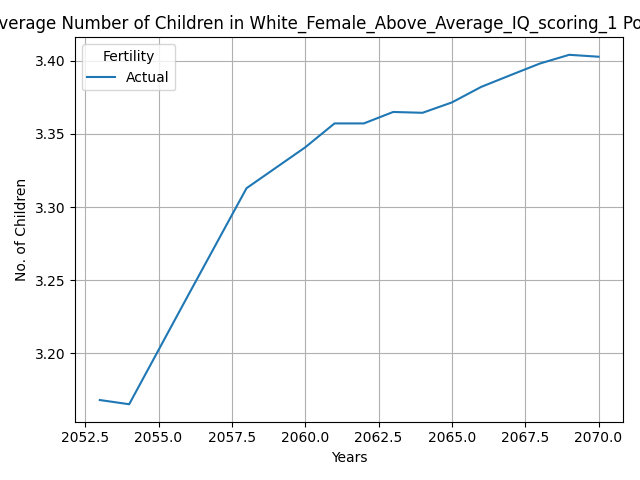 verage Number of Children in White_Female_Above_Average_IQ_scoring_1 Po
Fertility
Actual
3.40
3.35
3.30
3.25
3.20
No. of Children
2052.5 2055.0 2057.5 2060.0 2062.5 2065.0 2067.5 2070.0
Years